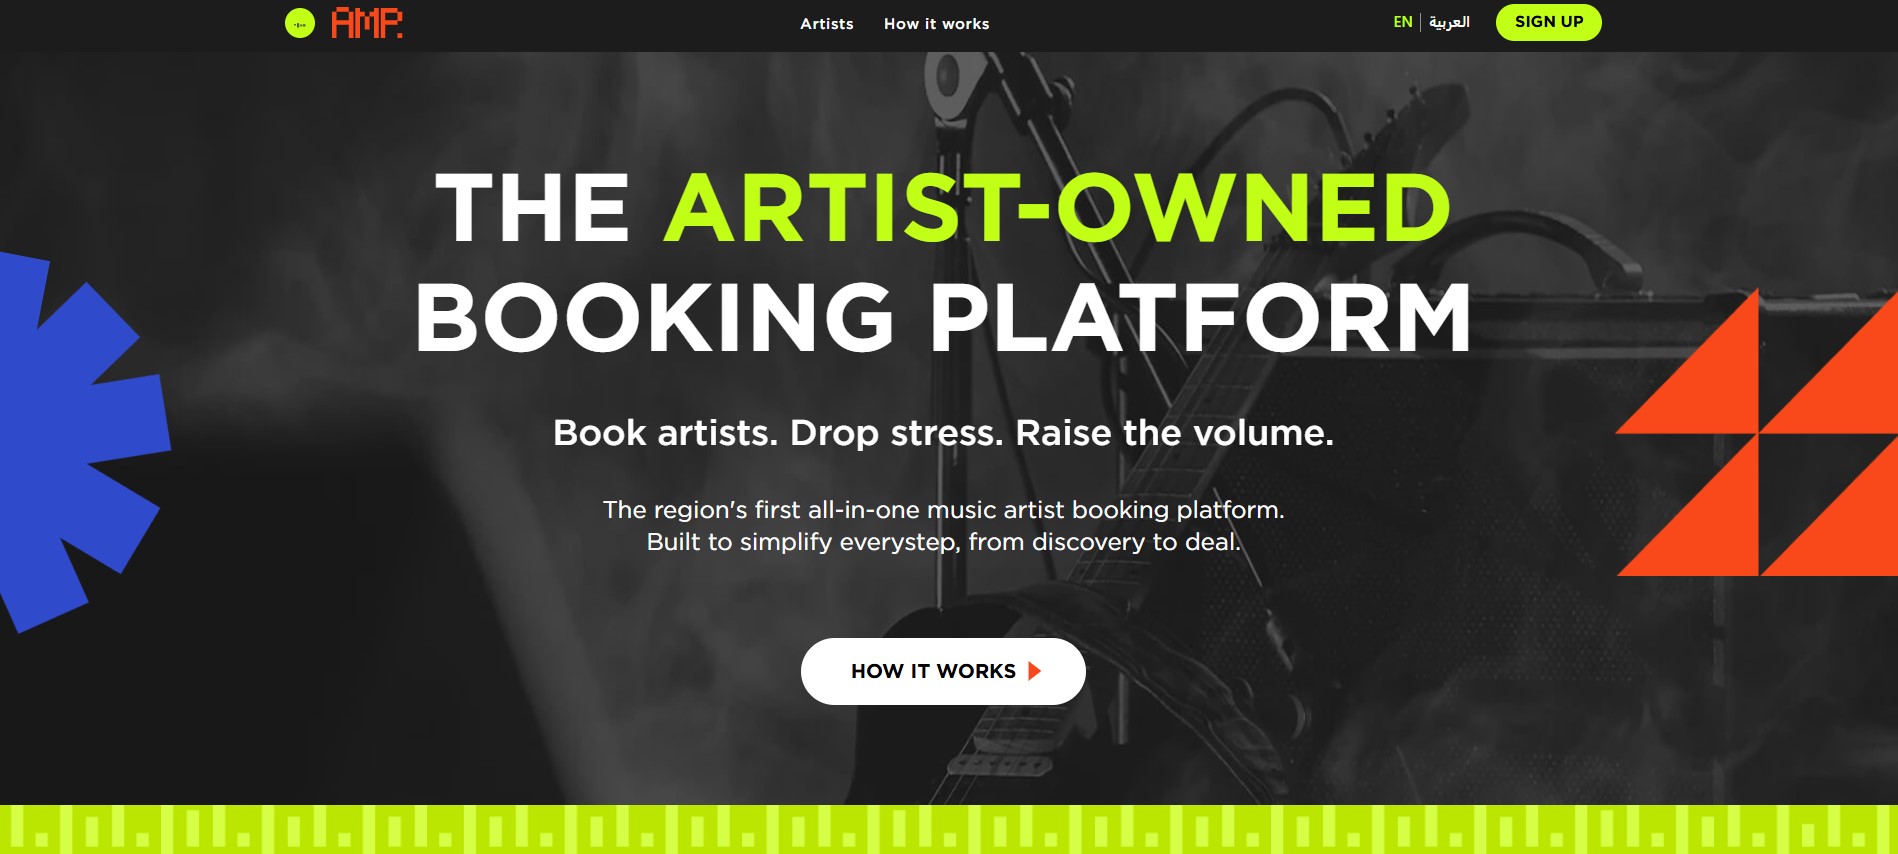 AMP.
Artists
How it works
EN
العربية
SIGN UP
THE ARTIST-OWNED
BOOKING PLATFORM
Book artists. Drop stress. Raise the volume.
The region's first all-in-one music artist booking platform.
Built to simplify everystep, from discovery to deal.
HOW IT WORKS